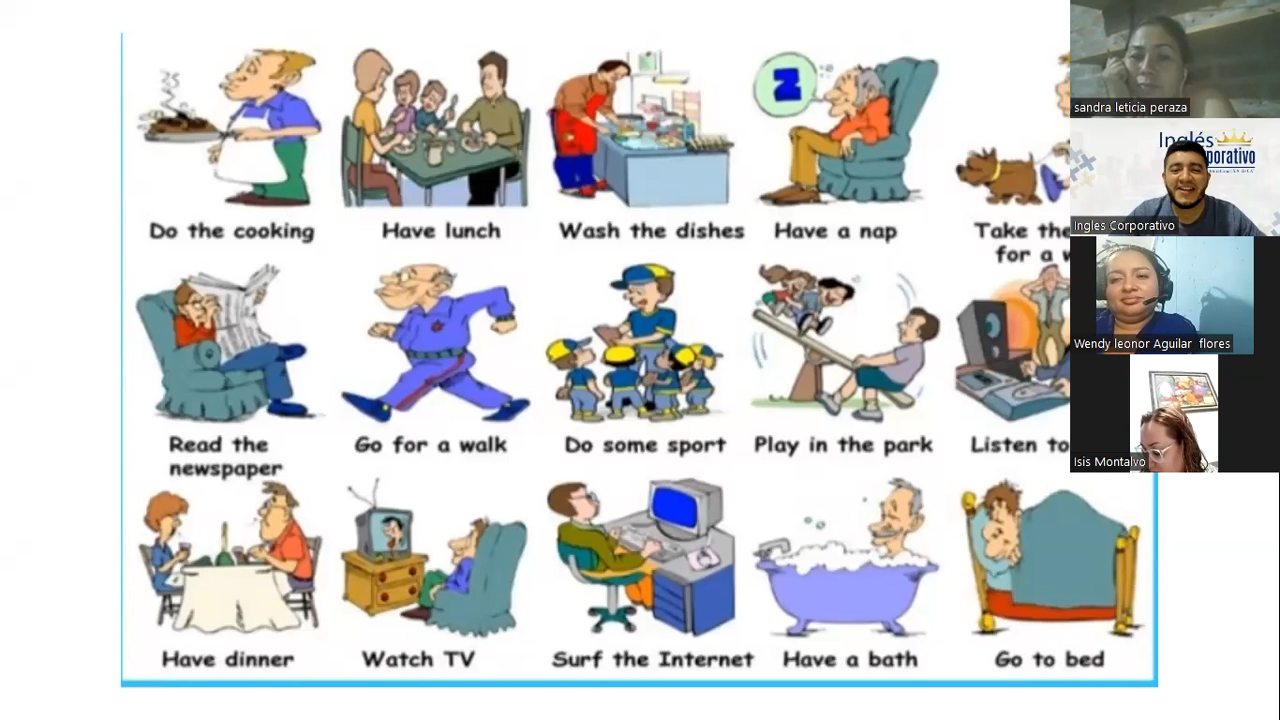 Do the cooking
Have lunch
Wash the dishes
Have a nap
Take the
for a w
Read the
newspaper
Go for a walk
Do some sport
Play in the park
Listen to
Have dinner
Watch TV
Surf the Internet
Have a bath
Go to bed
sandra leticia peraza
Inglés
porativo
Ingles Corporativo
Wendy leonor Aguilar flores
Isis Montalvo